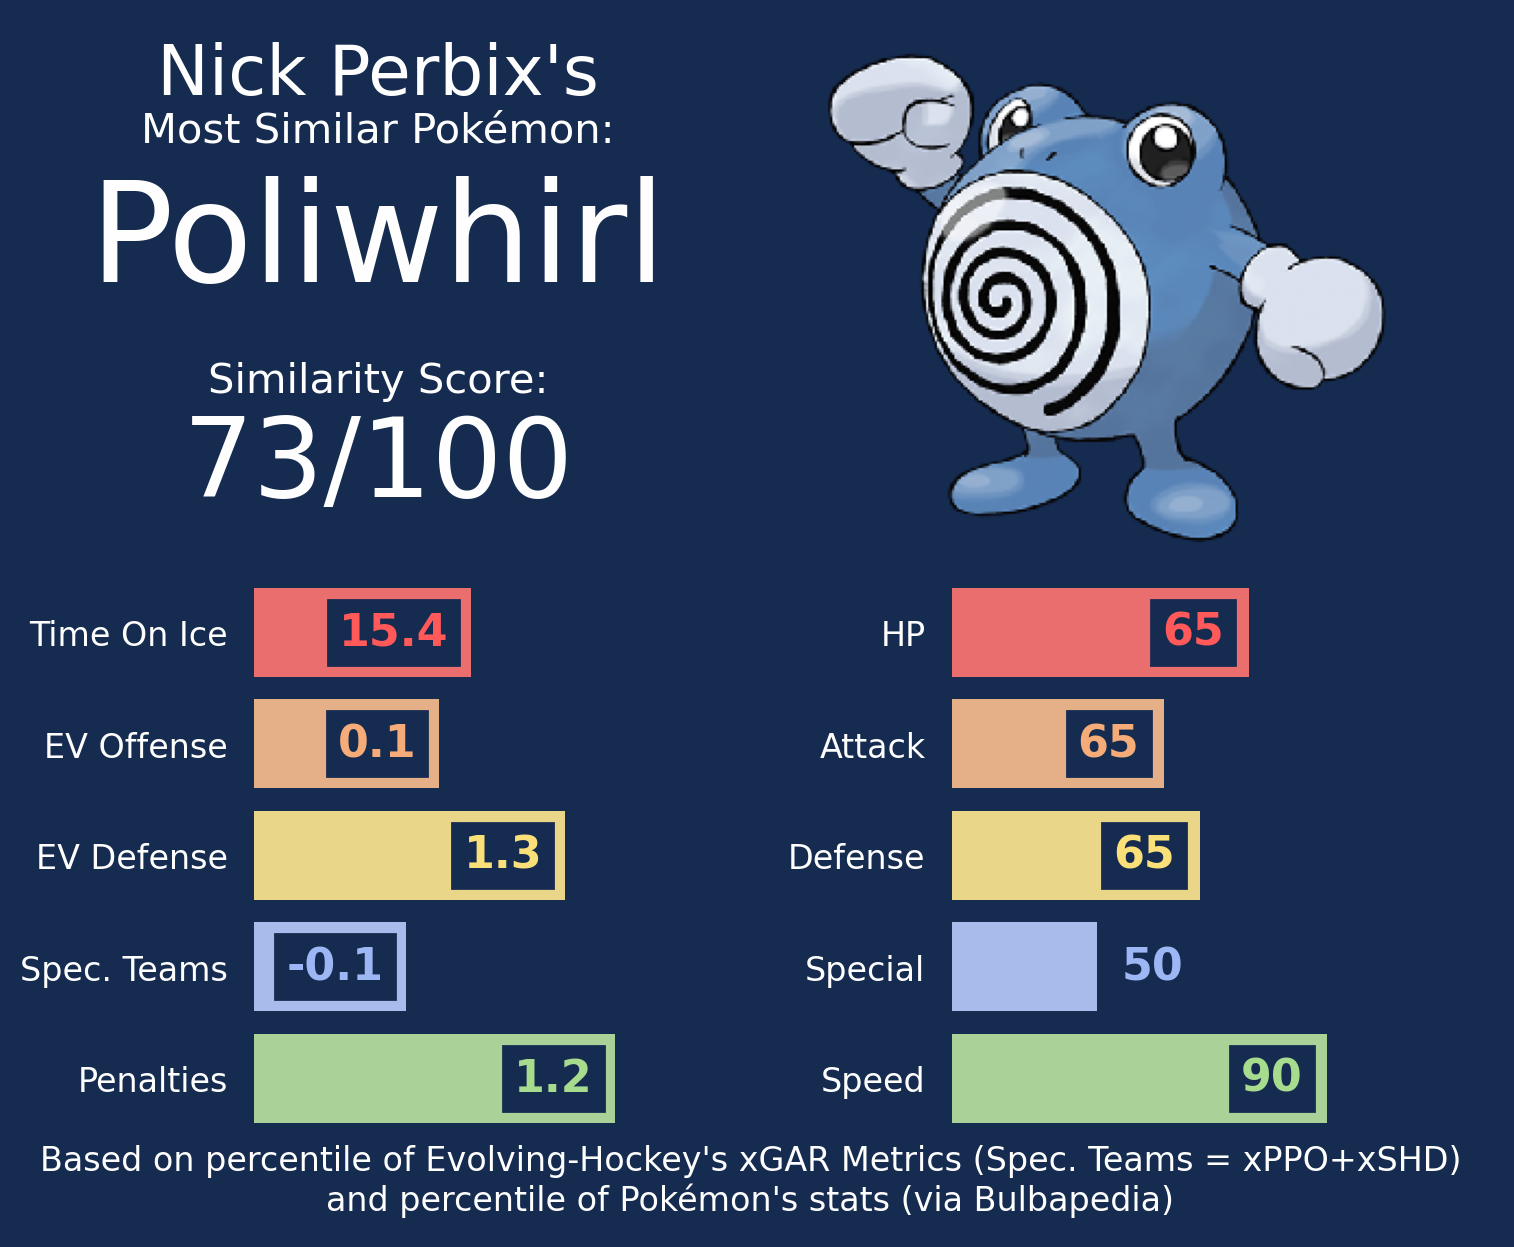 Nick Perbix's
Most Similar Pokémon:
Poliwhirl
Similarity Score:
73/100
Time On Ice 15.4
EV Offense 0.1
EV Defense 1.3
Spec. Teams -0.1
Penalties 1.2
HP 65
Attack 65
Defense 65
Special 50
Speed 90
Based on percentile of Evolving-Hockey's xGAR Metrics (Spec. Teams = xPPO+xSHD)
and percentile of Pokémon's stats (via Bulbapedia)